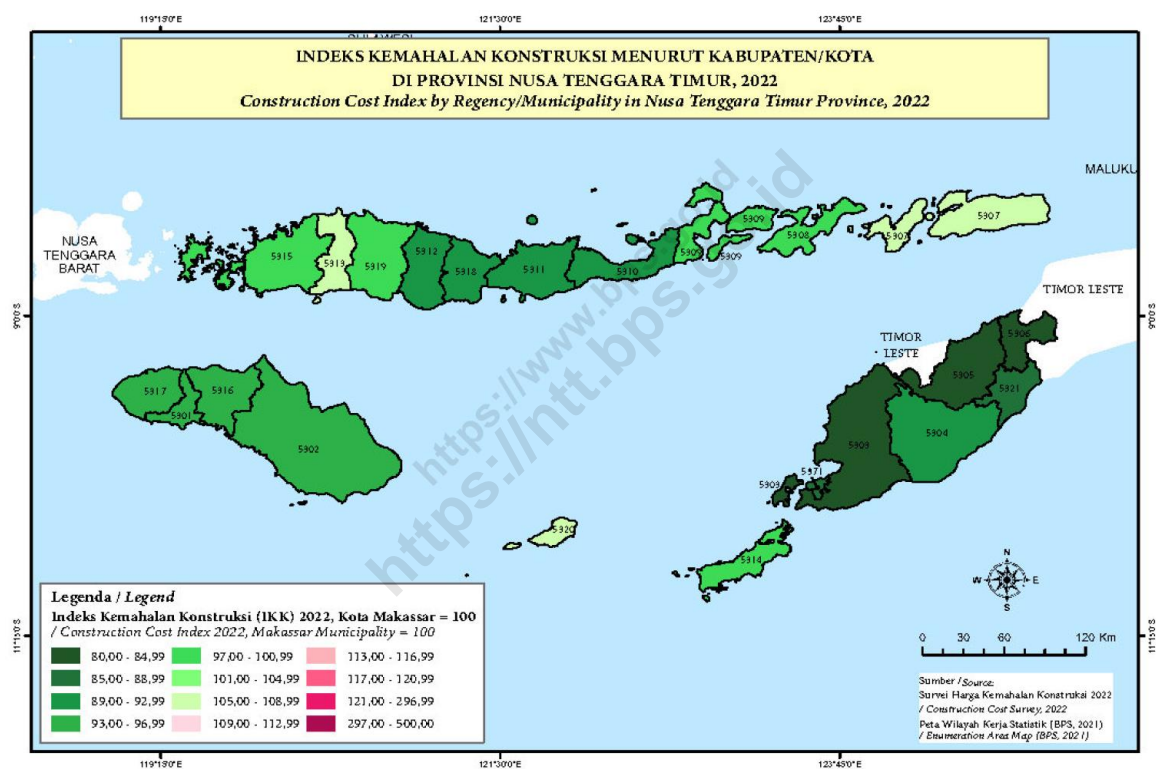 119°15'0"E 121°30'0"E 123°45'0"E
SULAWESI
INDEKS KEMAHALAN KONSTRUKSI MENURUT KABUPATEN/KOTA
DI PROVINSI NUSA TENGGARA TIMUR, 2022
Construction Cost Index by Regency/Municipality in Nusa Tenggara Timur Province, 2022
MALUKU
NUSA
TENGGARA
BARAT
5315
5313
5319
5312
5318
5311
5310
5309
5309
5309
5308
5307
5307
TIMOR LESTE
TIMOR
LESTE
9°0'0"S 9°0'0"S
5306
5305
5321
5304
5303
5371
5303
5317
5316
5301
5302
5320
5314
https://www.bps.go.id
https://ntt.bps.go.id
N
W E
S
Legenda / Legend
Indeks Kemahalan Konstruksi (IKK) 2022, Kota Makassar = 100
/ Construction Cost Index 2022, Makassar Municipality = 100
80,00 - 84,99 97,00 - 100,99 113,00 - 116,99
85,00 - 88,99 101,00 - 104,99 117,00 - 120,99
89,00 - 92,99 105,00 - 108,99 121,00 - 296,99
93,00 - 96,99 109,00 - 112,99 297,00 - 500,00
11°15'0"S 11°15'0"S
0 30 60 120 Km
Sumber / Source:
Survei Harga Kemahalan Konstruksi 2022
/ Construction Cost Survey, 2022
Peta Wilayah Kerja Statistik (BPS, 2021)
/ Enumeration Area Map (BPS, 2021)
119°15'0"E 121°30'0"E 123°45'0"E